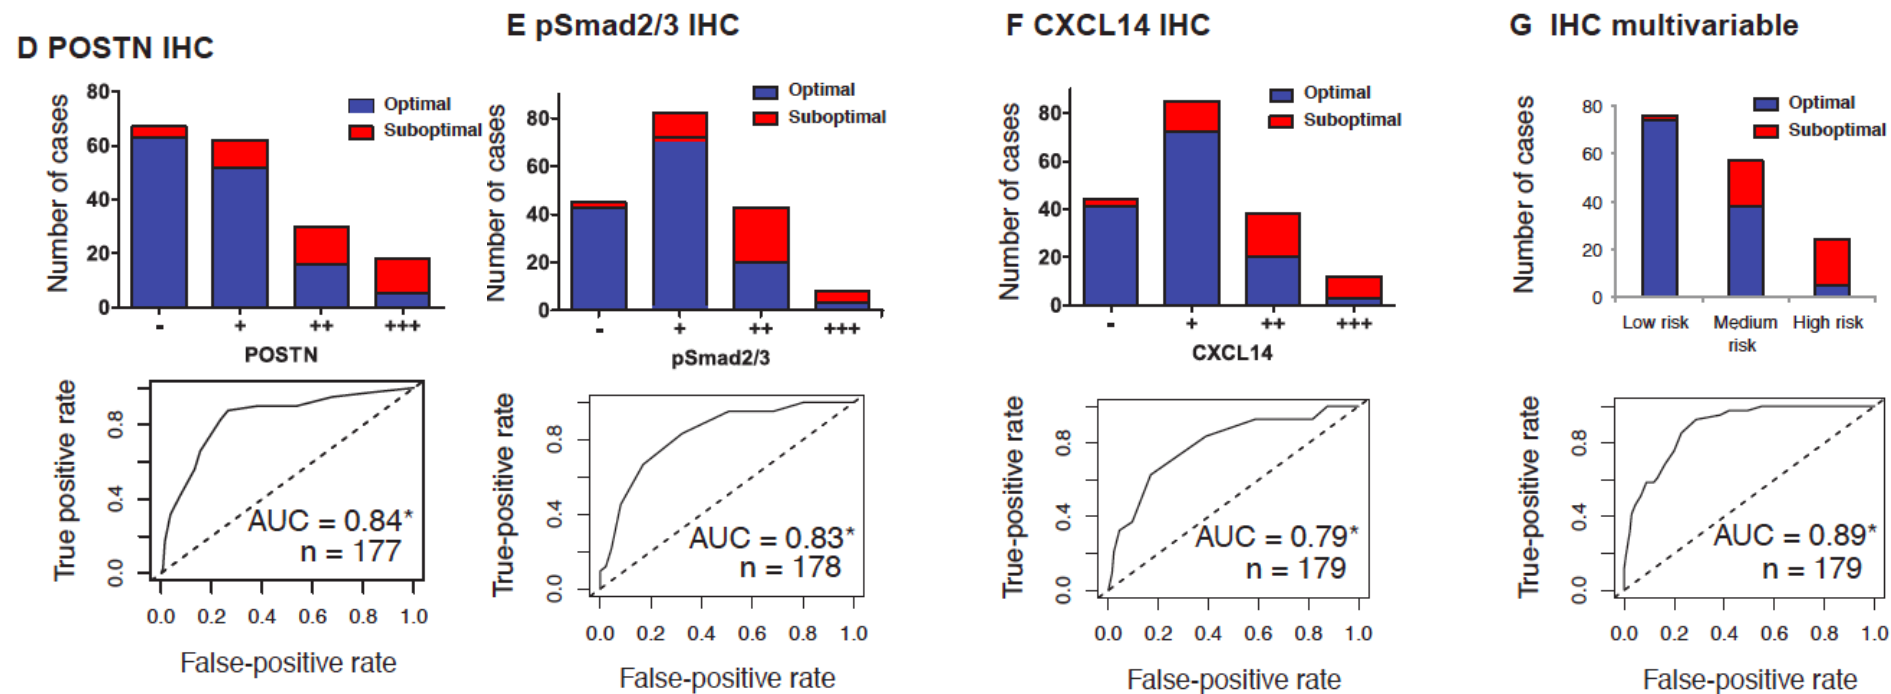 D POSTN IHC
Number of cases
80
60
40
20
0
Optimal
Suboptimal
-
+
++
+++
POSTN
True positive rate
0.8
0.4
0.0
AUC = 0.84*
n = 177
0.0 0.2 0.4 0.6 0.8 1.0
False-positive rate
E pSmad2/3 IHC
Number of cases
80
60
40
20
0
Optimal
Suboptimal
-
+
++
+++
pSmad2/3
True-positive rate
0.8
0.4
0.0
AUC = 0.83*
n = 178
0.0 0.2 0.4 0.6 0.8 1.0
False-positive rate
F CXCL14 IHC
Number of cases
80
60
40
20
0
Optimal
Suboptimal
-
+
++
+++
CXCL14
True-positive rate
0.8
0.4
0.0
AUC = 0.79*
n = 179
0.0 0.2 0.4 0.6 0.8 1.0
False-positive rate
G IHC multivariable
Number of cases
80
60
40
20
0
Optimal
Suboptimal
Low risk
Medium
risk
High risk
True-positive rate
0.8
0.4
0.0
AUC = 0.89*
n = 179
0.0 0.2 0.4 0.6 0.8 1.0
False-positive rate